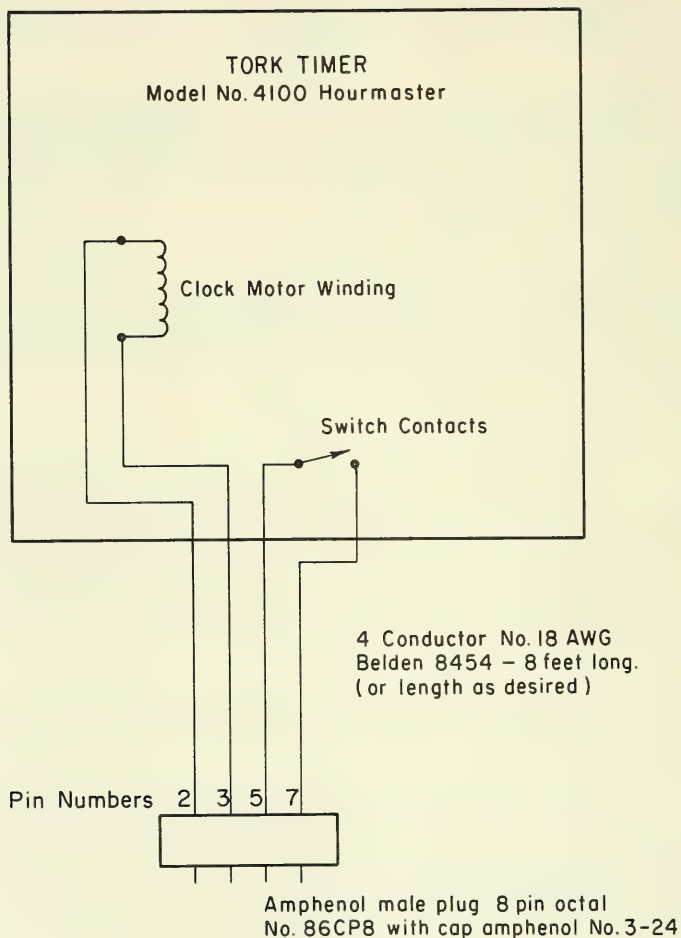 TORK TIMER
Model No. 4100 Hourmaster
Clock Motor Winding
Switch Contacts
4 Conductor No. 18 AWG
Belden 8454 – 8 feet long.
(or length as desired)
Pin Numbers 2 3 5 7
Amphenol male plug 8 pin octal
No. 86CP8 with cap amphenol No. 3-24